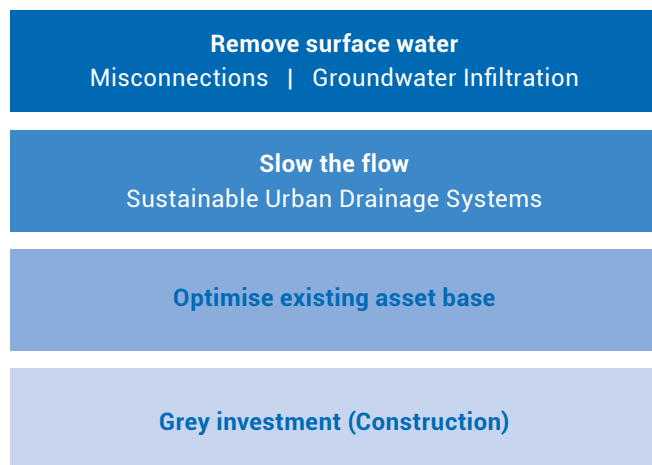 Remove surface water
Misconnections | Groundwater Infiltration
Slow the flow
Sustainable Urban Drainage Systems
Optimise existing asset base
Grey investment (Construction)